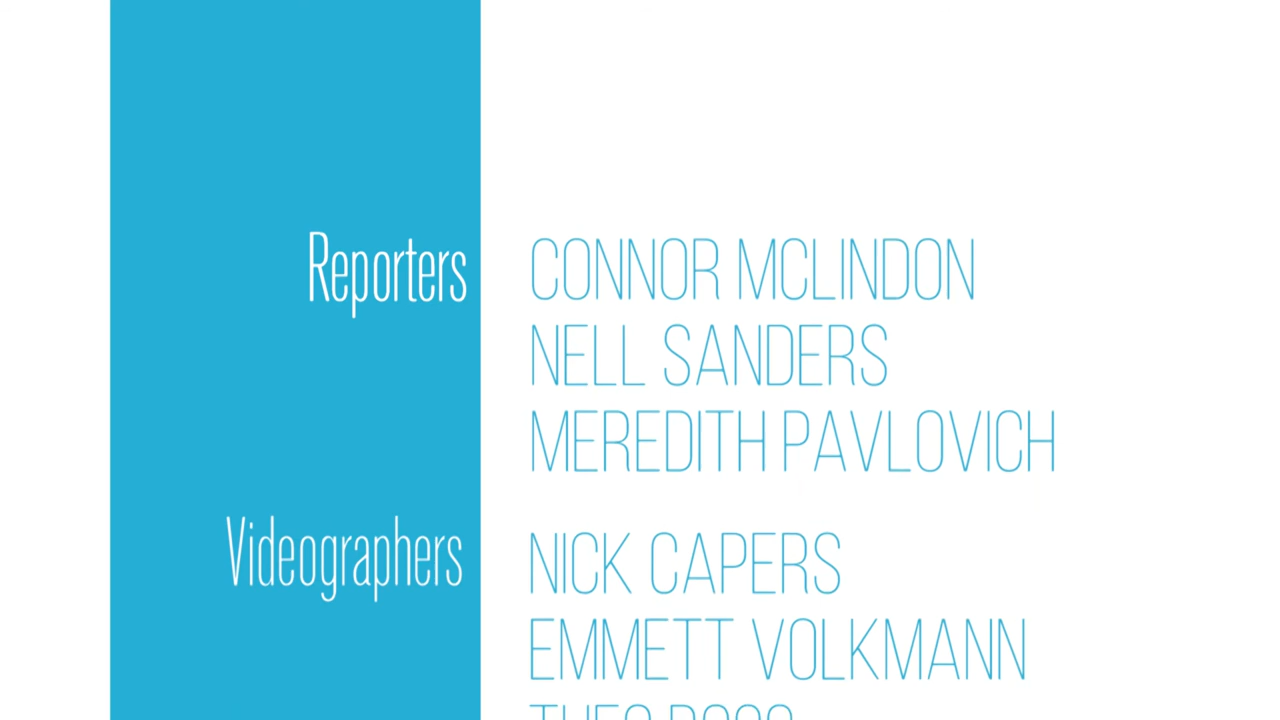 Reporters CONNOR MCLINDON
NELL SANDERS
MEREDITH PAVLOVICH
Videographers NICK CAPERS
EMMETT VOLKMANN